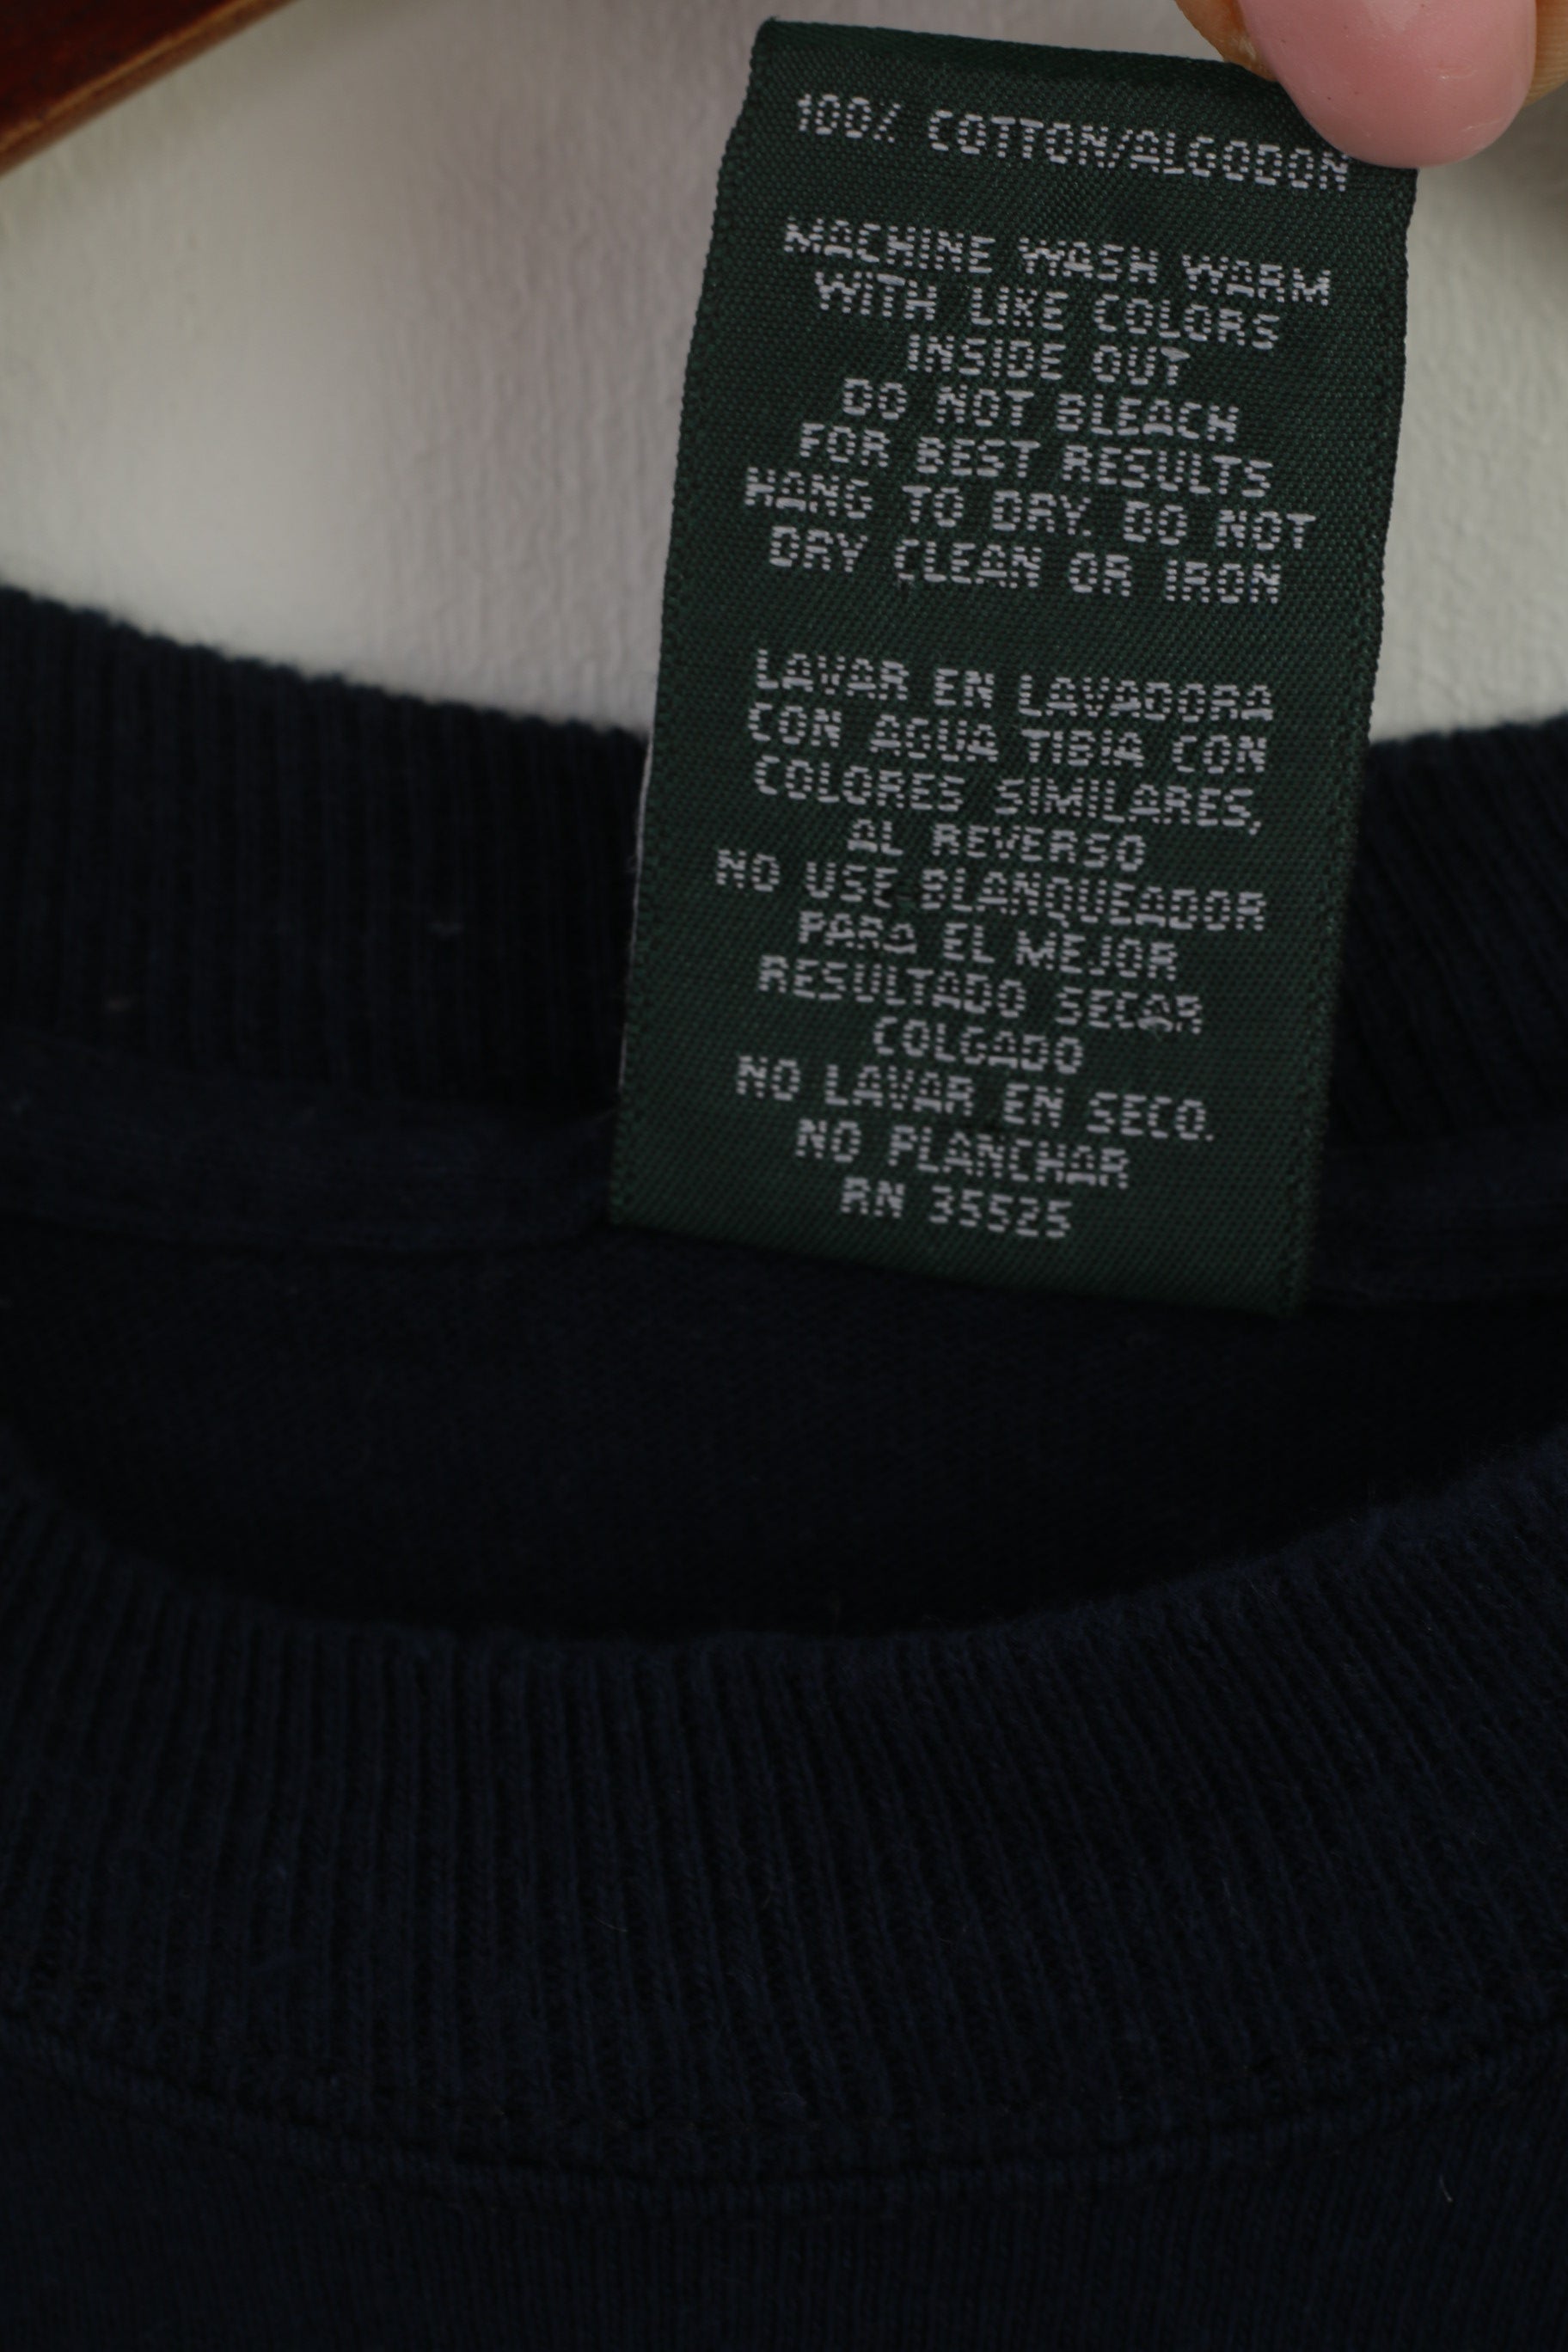 100% COTTON/ALGODON
MACHINE WASH WARM
WITH LIKE COLORS
INSIDE OUT
DO NOT BLEACH
FOR BEST RESULTS
HANG TO DRY. DO NOT
DRY CLEAN OR IRON
LAVAR EN LAVADORA
CON AGUA TIBIA CON
COLORES SIMILARES,
AL REVERSO
NO USE BLANQUEADOR
PARA EL MEJOR
RESULTADO SECAR
COLGADO
NO LAVAR EN SECO.
NO PLANCHAR
RN 35525